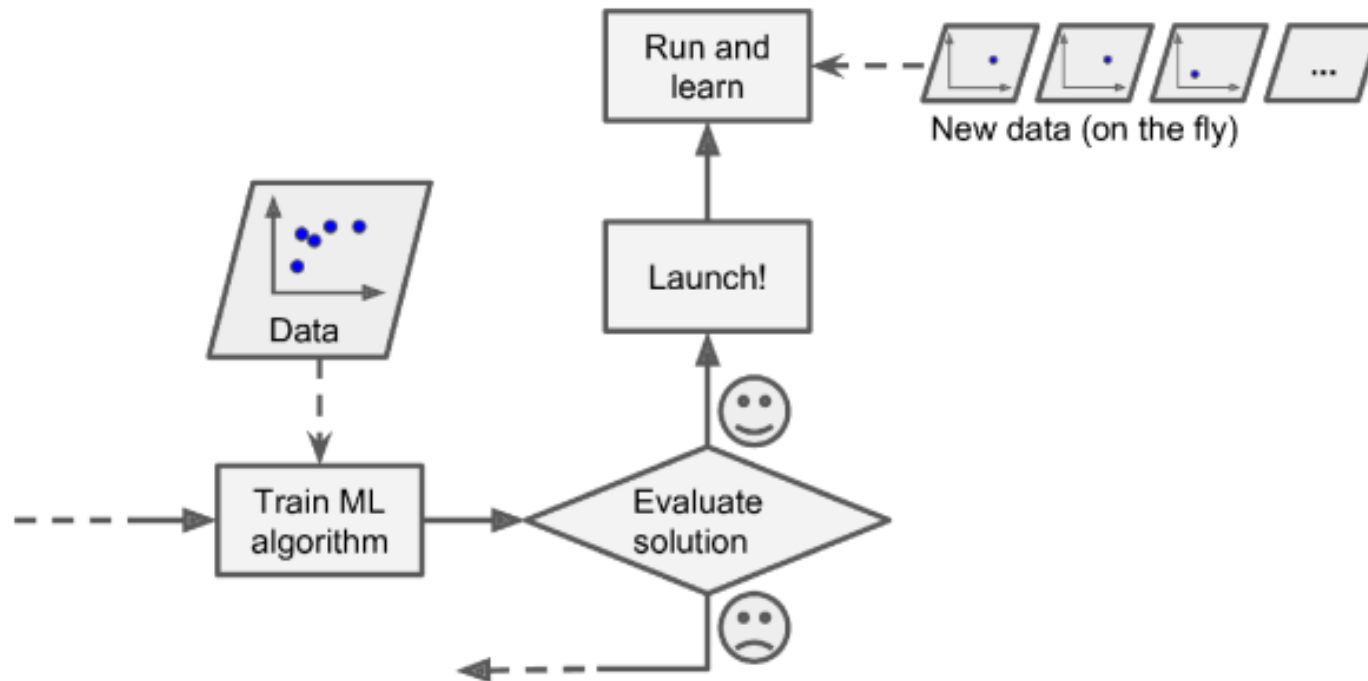 Run and
learn
...
New data (on the fly)
Launch!
Data
Train ML
algorithm
Evaluate
solution